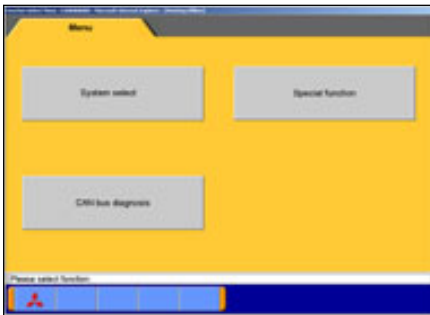 Menu
System select
Special function
CAN bus diagnosis
Please select function